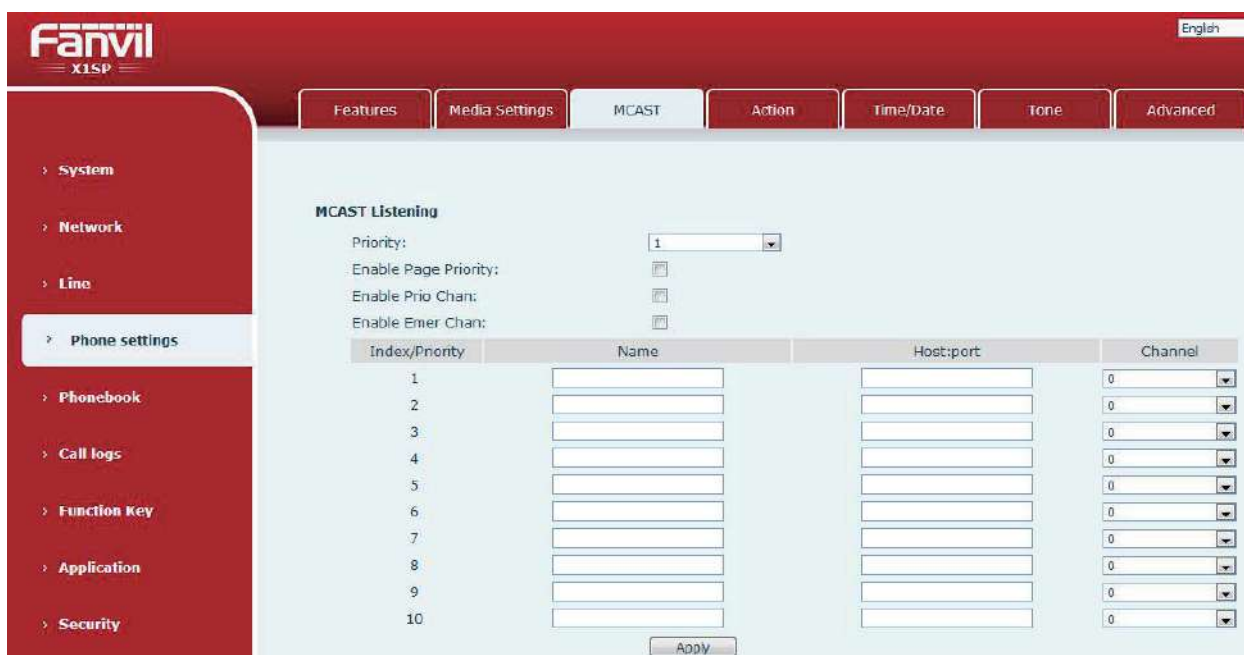 Fanvil
X1SP
English
Features Media Settings MCAST Action Time/Date Tone Advanced
System
Network
Line
Phone settings
Phonebook
Call logs
Function Key
Application
Security
MCAST Listening
Priority: 1
Enable Page Priority:
Enable Prio Chan:
Enable Emer Chan:
Index/Priority Name Host:port Channel
1 0
2 0
3 0
4 0
5 0
6 0
7 0
8 0
9 0
10 0
Apply